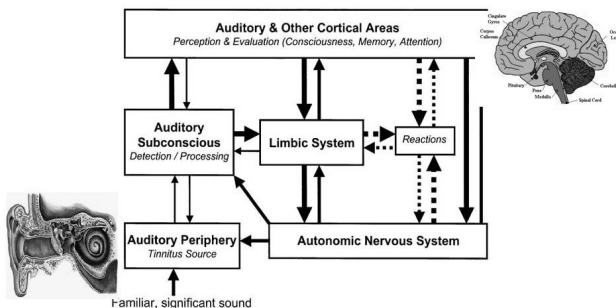 Auditory & Other Cortical Areas
Perception & Evaluation (Consciousness, Memory, Attention)
Cingulate
Gyrus
Corpus
Callosum
Pituitary
Pons
Medulla
Spinal Cord
Auditory
Subconscious
Detection / Processing
Limbic System
Reactions
Auditory Periphery
Tinnitus Source
Autonomic Nervous System
Familiar, significant sound